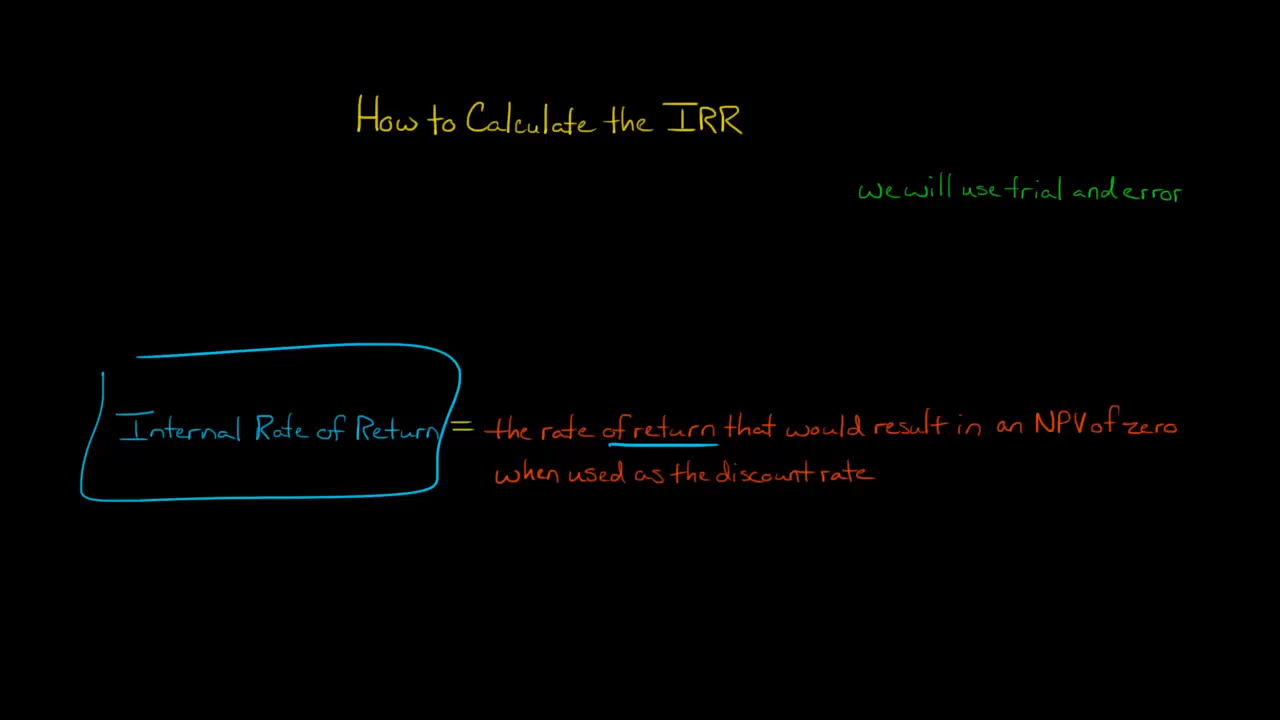 How to Calculate the IRR
we will use trial and error
Internal Rate of Return = the rate of return that would result in an NPV of zero
when used as the discount rate